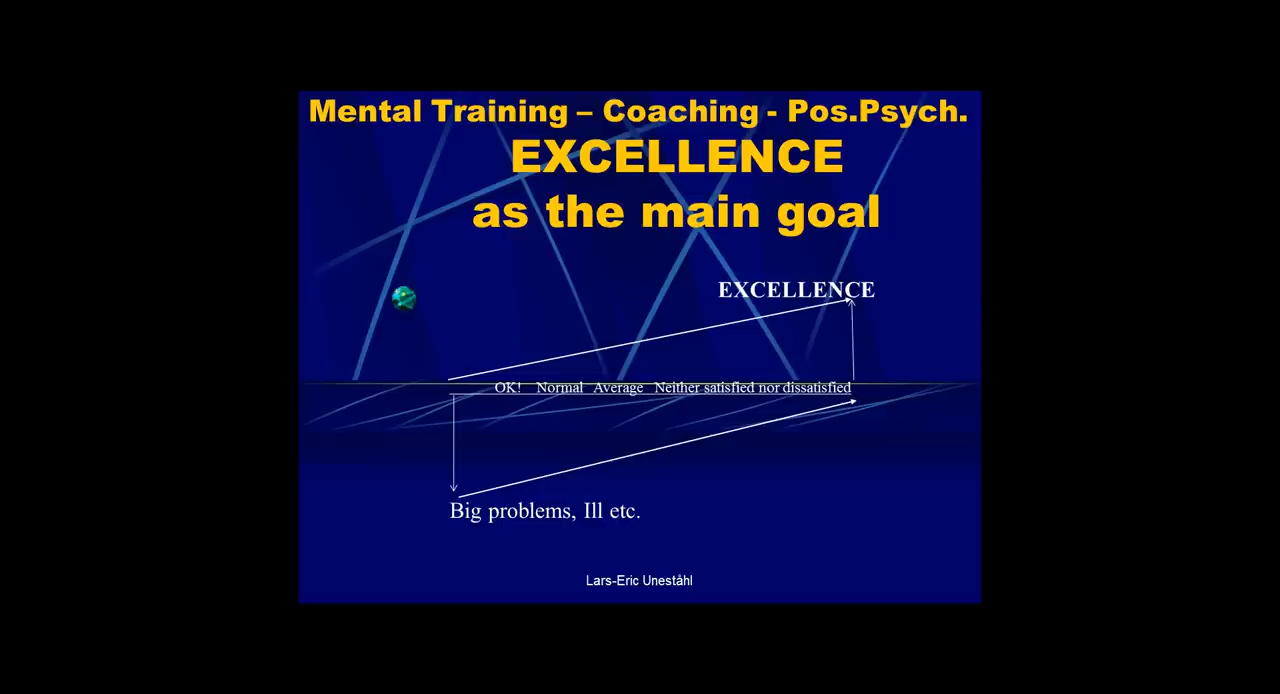 Mental Training – Coaching - Pos.Psych.
EXCELLENCE
as the main goal
EXCELLENCE
OK! Normal Average Neither satisfied nor dissatisfied
Big problems, Ill etc.
Lars-Eric Uneståhl